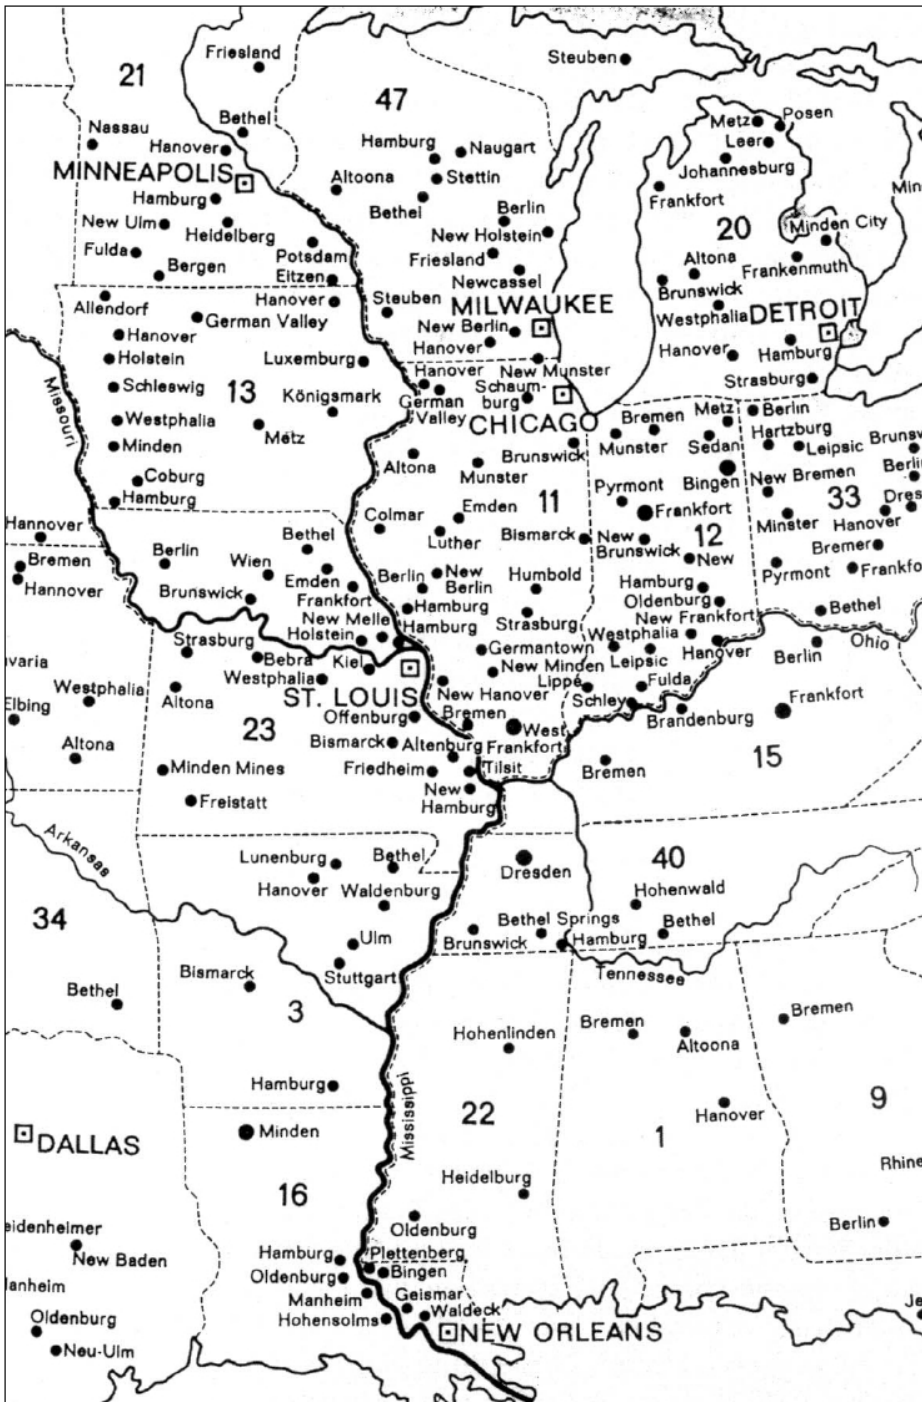 Friesland
Steuben
21
47
Bethel
Nassau
Hanover
Hamburg
Naugart
Metz
Posen
Leer
Johannesburg
MINNEAPOLIS
Altoona
Stettin
Frankfort
Hamburg
Bethel
Berlin
20
Minden City
New Ulm
Heidelberg
New Holstein
Fulda
Potsdam
Friesland
Altona
Frankenmuth
Bergen
Eitzen
Newcassel
Brunswick
Allendorf
Hanover
Stauben
MILWAUKEE
Westphalia
DETROIT
German Valley
New Berlin
Hanover
Hanover
Hanover
Hamburg
Holstein
Luxemburg
Hanover
New Munster
Strasburg
Missouri
Schleswig
13
Königsmark
German
Valley
Schaum-
burg
CHICAGO
Bremen
Metz
Berlin
Westphalia
Metz
Munster
Sedan
Hartzburg
Leipsic
Minden
Altona
Brunswick
Bingen
New Bremen
Munster
Pyrmont
33
Coburg
11
Frankfort
Minster
Hanover
Hamburg
Emden
12
Hannover
Colmar
Luther
Bismarck
New
Brunswick
Bremer
Bremen
Berlin
Wien
Bethel
New
Pyrmont
Hannover
Emden
Berlin
New
Berlin
Humbold
Hamburg
Brunswick
Frankfort
Oldenburg
Hamburg
New Frankfort
Bethel
New Melle
Strasburg
Strasburg
Holstein
Hamburg
Westphalia
Hanover
Berlin
Ohio
Bebra
Germantown
Leipsic
Westphalia
Kiel
New Minden
Fulda
Westphalia
ST. LOUIS
Lippe
Frankfort
Elbing
Altona
New Hanover
Schley
Brandenburg
Offenburg
Bremen
West
Frankfort
23
Bismarck
Altona
Altenburg
15
Minden Mines
Friedheim
Tilsit
Bremen
New
Hamburg
Freistatt
Arkansas
Lunenburg
Bethel
Dresden
40
Hanover
Waldenburg
Hohenwald
34
Bethel Springs
Bethel
Ulm
Brunswick
Hamburg
Bismarck
Stuttgart
Tennessee
Bethel
3
Bremen
Bremen
Hohenlinden
Altoona
Hamburg
Mississippi
22
Hanover
9
DALLAS
Minden
1
16
Heidelburg
Berlin
Oldenburg
Hamburg
Plettenberg
New Baden
Oldenburg
Bingen
Manheim
Geismar
Hohensolms
Waldeck
Oldenburg
NEW ORLEANS
Neu-Ulm